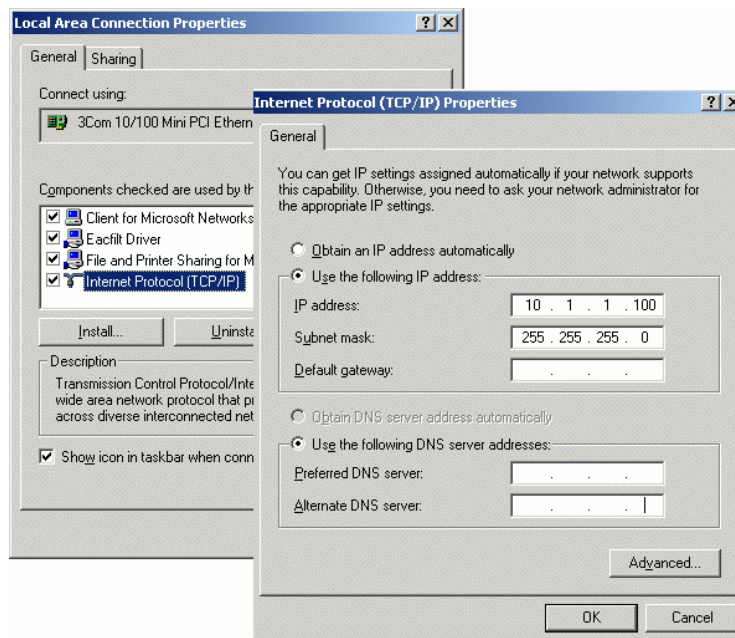 Local Area Connection Properties
General
Sharing
Connect using:
3Com 10/100 Mini PCI Ethern
Components checked are used by th
Client for Microsoft Networks
Eacfilt Driver
File and Printer Sharing for M
Internet Protocol (TCP/IP)
Install...
Uninsta
Description
Transmission Control Protocol/Inte
wide area network protocol that pr
across diverse interconnected net
Show icon in taskbar when conn
Internet Protocol (TCP/IP) Properties
General
You can get IP settings assigned automatically if your network supports
this capability. Otherwise, you need to ask your network administrator for
the appropriate IP settings.
Obtain an IP address automatically
Use the following IP address:
IP address: 10 . 1 . 1 . 100
Subnet mask: 255 . 255 . 255 . 0
Default gateway: . . .
Obtain DNS server address automatically
Use the following DNS server addresses:
Preferred DNS server: . . .
Alternate DNS server: . . .
Advanced...
OK
Cancel